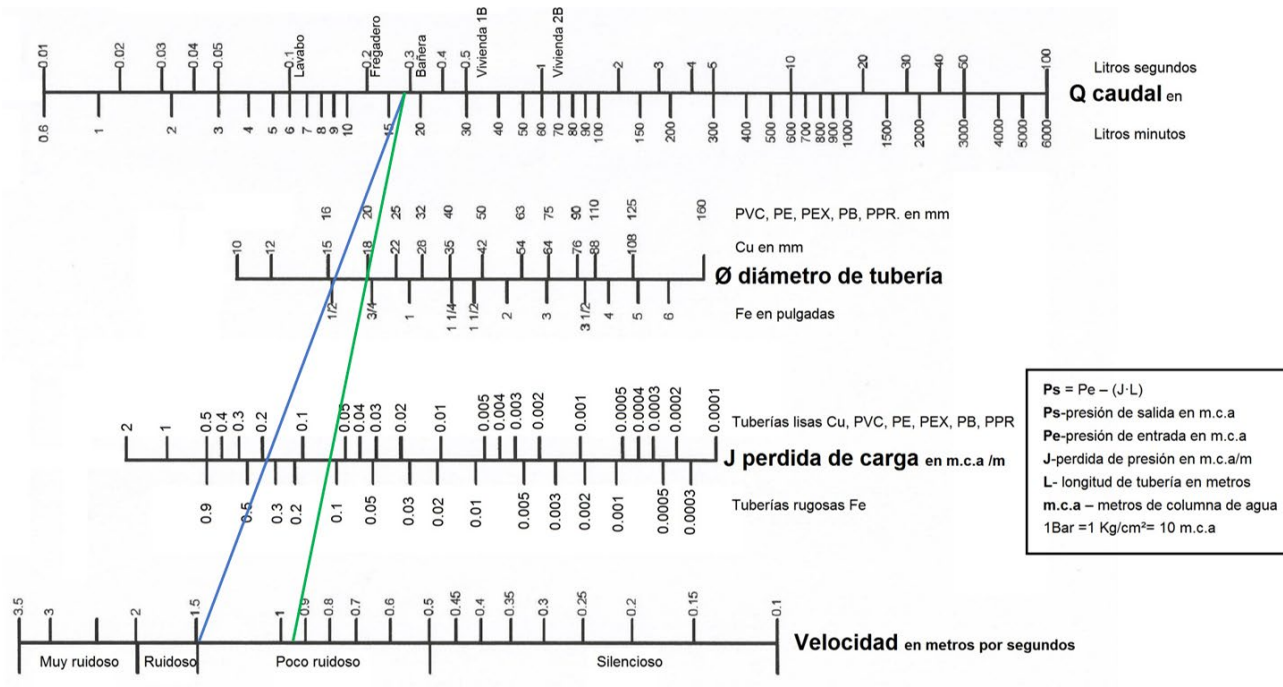 0.01 0.02 0.03 0.04 0.05 0.1 Lavabo 0.2 Fregadero 0.3 Bañera 0.4 0.5 Vivienda 1B 1 Vivienda 2B 2 3 4 5 10 20 30 40 50 100
Litros segundos
Q caudal en
0.6 1 2 3 4 5 6 7 8 9 10 15 20 30 40 50 60 70 80 90 100 150 200 300 400 500 600 700 800 900 1000 1500 2000 3000 4000 5000 6000
Litros minutos
16 20 25 32 40 50 63 75 90 110 125 160
PVC, PE, PEX, PB, PPR. en mm
10 12 15 18 22 28 35 42 54 64 76 88 108
Cu en mm
Ø diámetro de tubería
1/2 3/4 1 1 1/4 1 1/2 2 3 3 1/2 4 5 6
Fe en pulgadas
2 1 0.5 0.4 0.3 0.2 0.1 0.05 0.04 0.03 0.02 0.01 0.005 0.004 0.003 0.002 0.001 0.0005 0.0004 0.0003 0.0002 0.0001
Tuberías lisas Cu, PVC, PE, PEX, PB, PPR
J perdida de carga en m.c.a /m
0.9 0.5 0.3 0.2 0.1 0.05 0.03 0.02 0.01 0.005 0.003 0.002 0.001 0.0005 0.0003
Tuberías rugosas Fe
Ps = Pe – (J·L)
Ps-presión de salida en m.c.a
Pe-presión de entrada en m.c.a
J-perdida de presión en m.c.a/m
L- longitud de tubería en metros
m.c.a – metros de columna de agua
1Bar =1 Kg/cm²= 10 m.c.a
3.5 3 2 1.5 1 0.9 0.8 0.7 0.6 0.5 0.45 0.4 0.35 0.3 0.25 0.2 0.15 0.1
Velocidad en metros por segundos
Muy ruidoso Ruidoso Poco ruidoso Silencioso